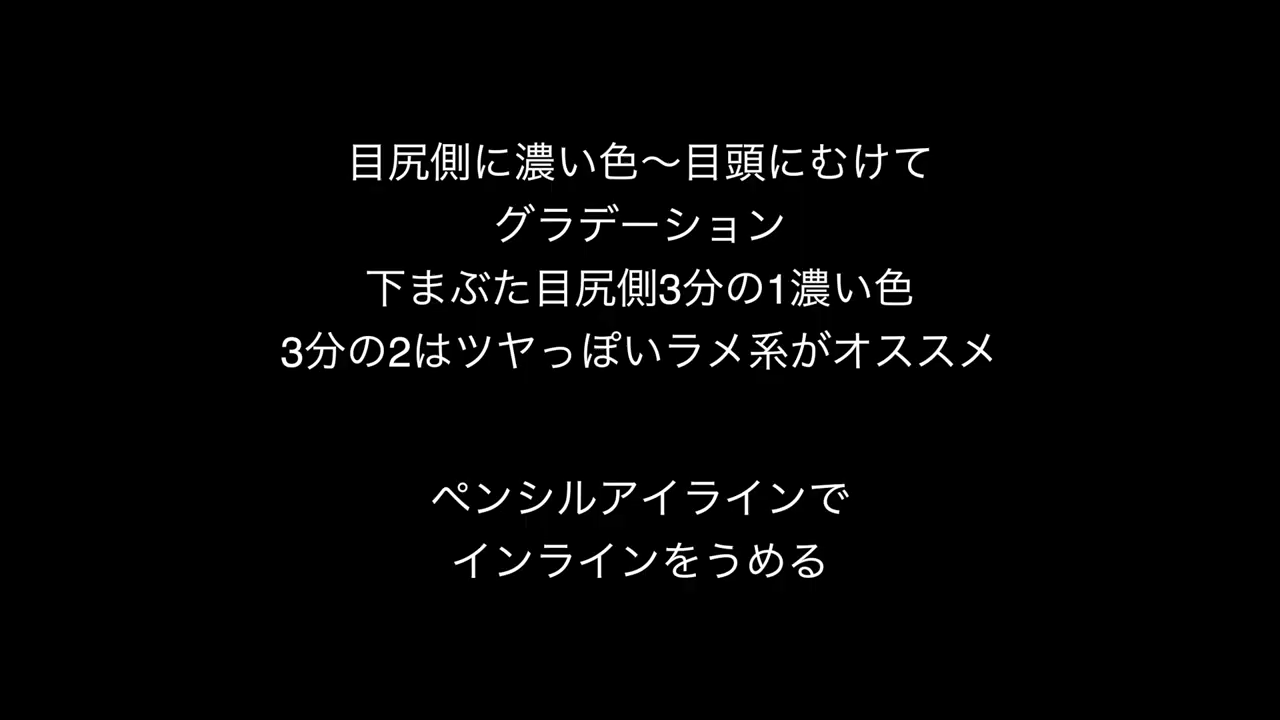 目尻側に濃い色〜目頭にむけて
グラデーション
下まぶた目尻側3分の1濃い色
3分の2はツヤっぽいラメ系がオススメ
ペンシルアイラインで
インラインをうめる